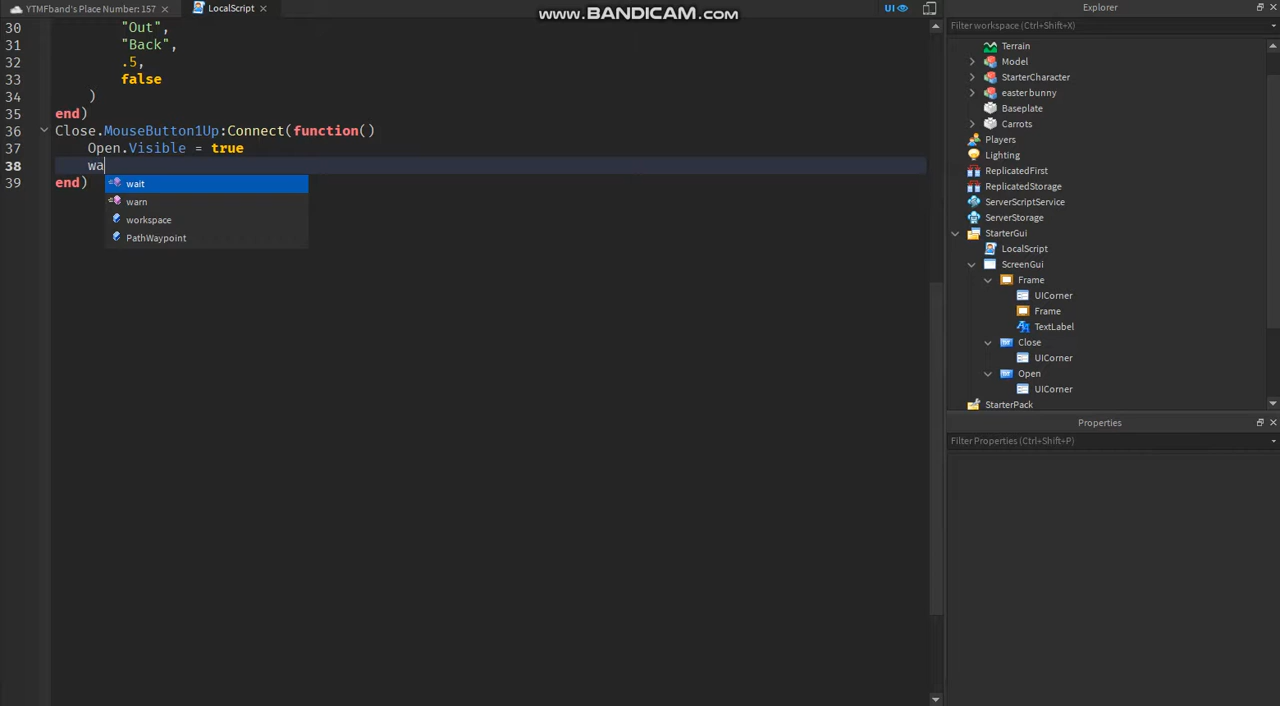 YTMFband's Place Number: 157
LocalScript
www.BANDICAM.com
UI
Explorer
Filter workspace (Ctrl+Shift+X)
30 "Out",
31 "Back",
32 .5,
33 false
34 )
35 end)
36 Close.MouseButton1Up:Connect(function()
37 Open.Visible = true
38 wa
39 end)
wait
warn
workspace
PathWaypoint
Terrain
Model
StarterCharacter
easter bunny
Baseplate
Carrots
Players
Lighting
ReplicatedFirst
ReplicatedStorage
ServerScriptService
ServerStorage
StarterGui
LocalScript
ScreenGui
Frame
UICorner
Frame
TextLabel
Close
UICorner
Open
UICorner
StarterPack
Properties
Filter Properties (Ctrl+Shift+P)